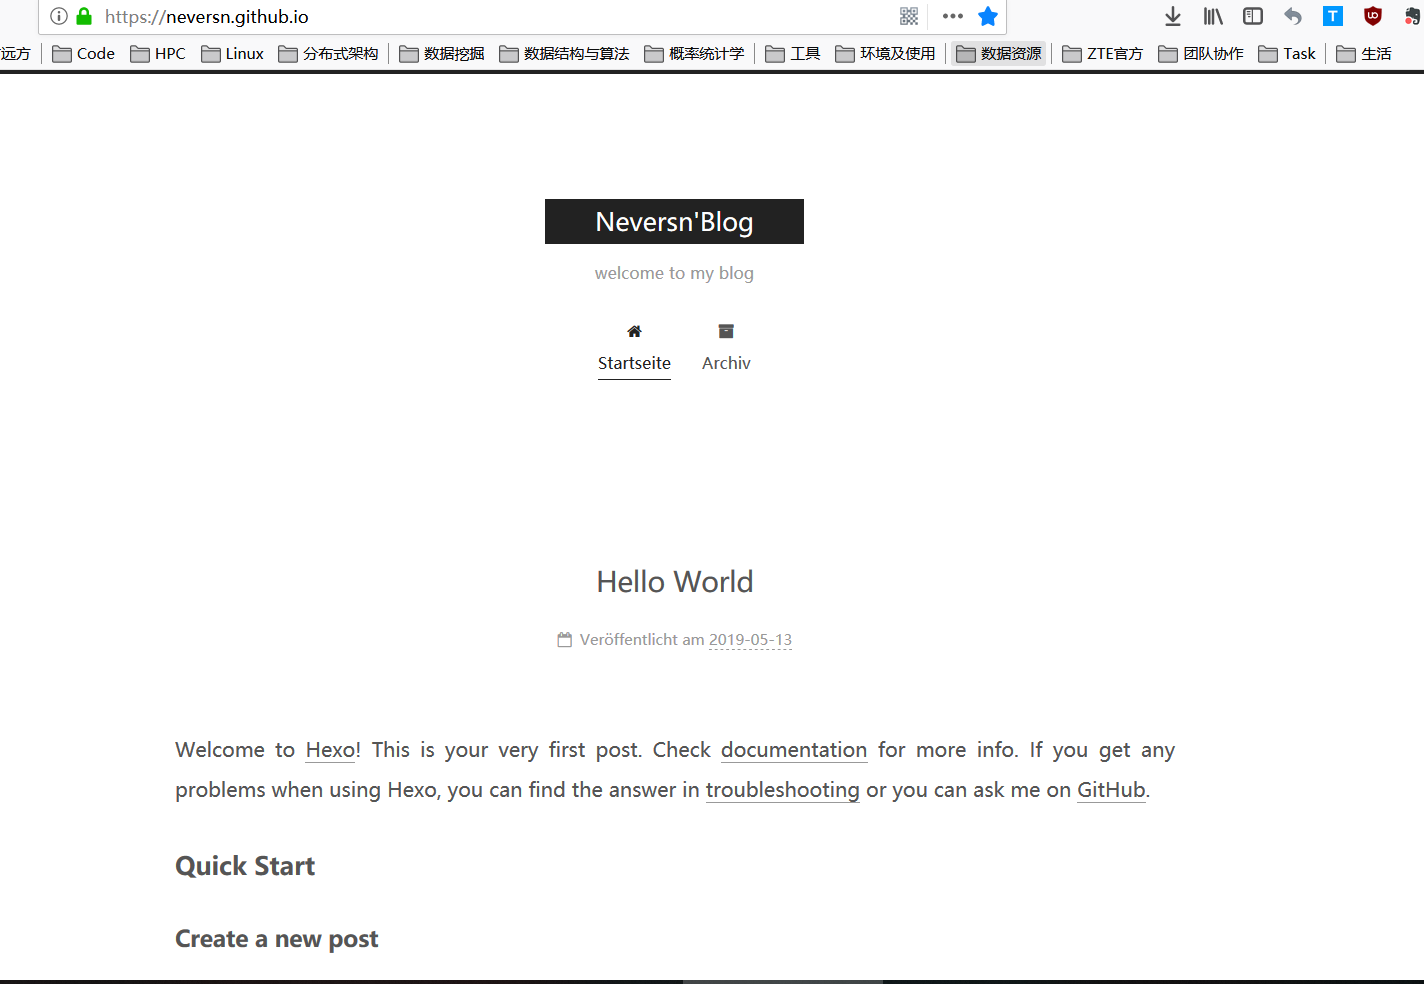 https://neversn.github.io
远方 Code HPC Linux 分布式架构 数据挖掘 数据结构与算法 概率统计学 工具 环境及使用 数据资源 ZTE官方 团队协作 Task 生活
Neversn'Blog
welcome to my blog
Startseite Archiv
Hello World
Veröffentlicht am 2019-05-13
Welcome to Hexo! This is your very first post. Check documentation for more info. If you get any
problems when using Hexo, you can find the answer in troubleshooting or you can ask me on GitHub.
Quick Start
Create a new post